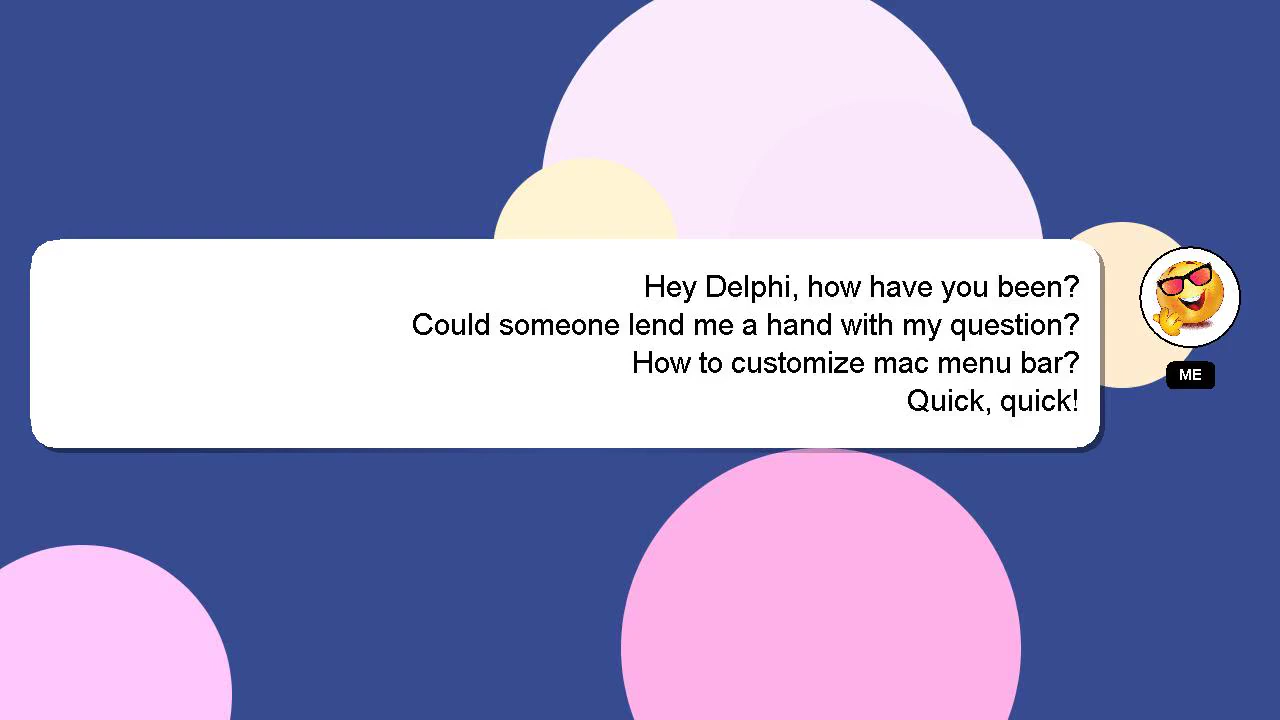 Hey Delphi, how have you been?
Could someone lend me a hand with my question?
How to customize mac menu bar?
Quick, quick!
ME